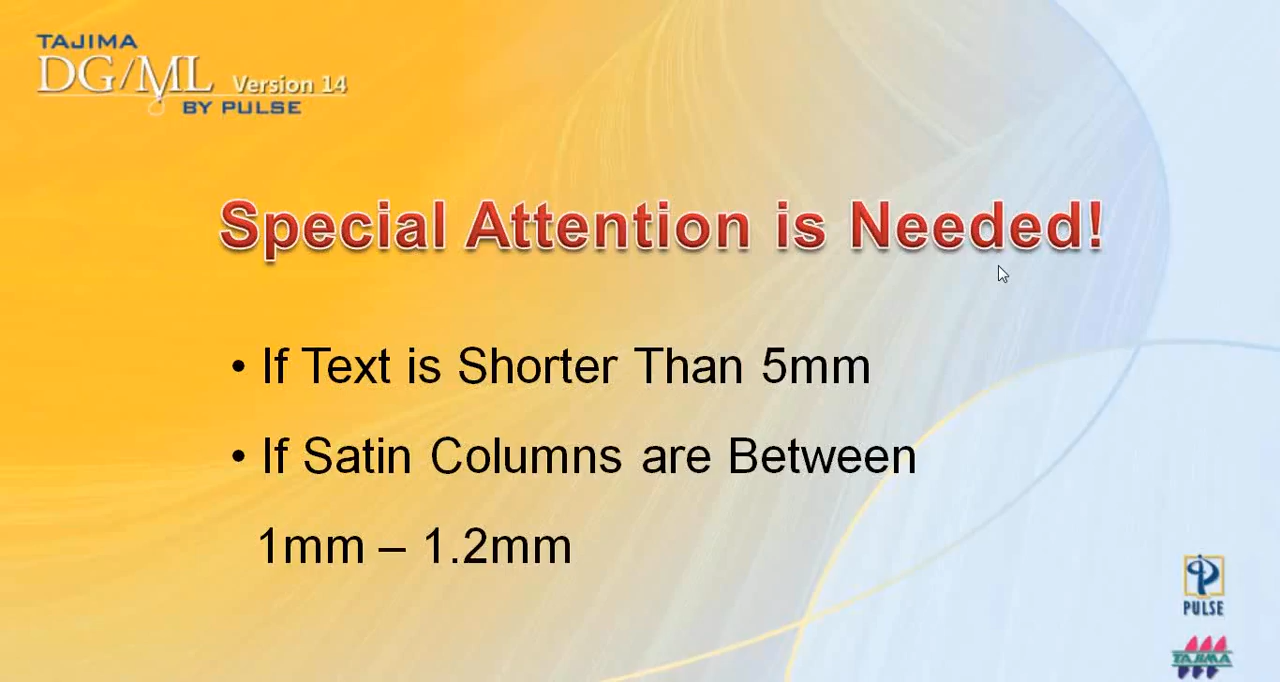 TAJIMA
DG/ML Version 14
BY PULSE
Special Attention is Needed!
• If Text is Shorter Than 5mm
• If Satin Columns are Between
1mm – 1.2mm
PULSE
TAJIMA